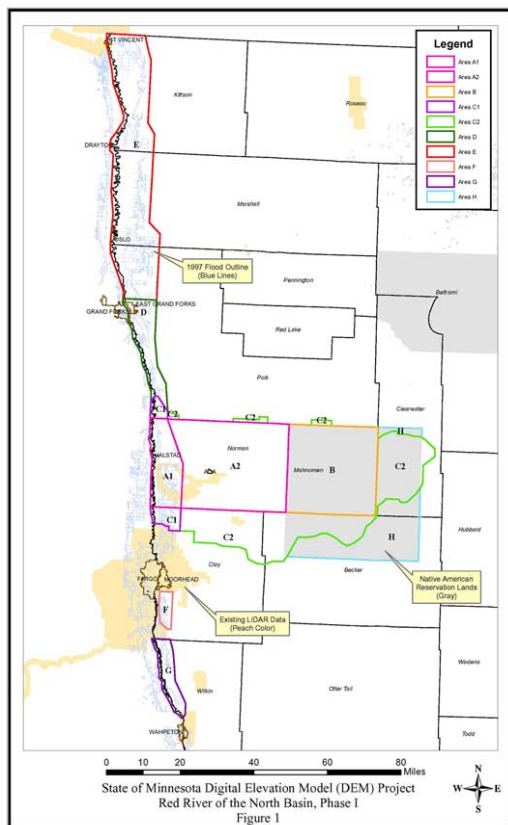 Legend
Area A1
Area A2
Area B
Area C1
Area C2
Area D
Area E
Area F
Area G
Area H
ST VINCENT
Kittson
Roseau
DRAYTON
E
Marshall
OSLO
1997 Flood Outline
(Blue Lines)
Pennington
Beltrami
EAST GRAND FORKS
GRAND FORKS
D
Red Lake
Polk
Clearwater
C1
C2
C2
C2
H
HALSTAD
Norman
ADA
A1
A2
Mahnomen
B
C2
C1
C2
H
Hubbard
Clay
Becker
FARGO
MOORHEAD
Native American
Reservation Lands
(Gray)
F
Existing LiDAR Data
(Peach Color)
G
Wilkin
Otter Tail
Wadena
WAHPETON
Todd
0
10
20
40
60
80
Miles
State of Minnesota Digital Elevation Model (DEM) Project
Red River of the North Basin, Phase I
Figure 1
N
W
E
S